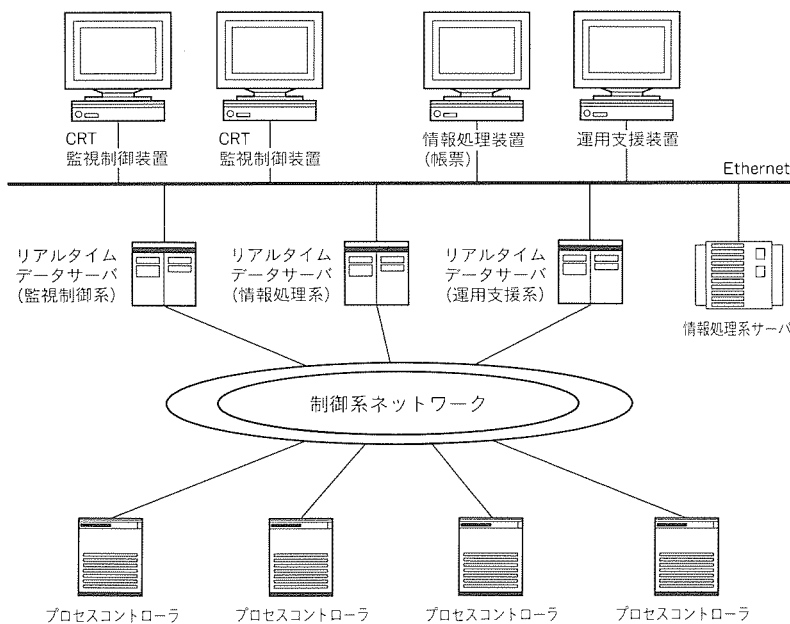 CRT
監視制御装置
CRT
監視制御装置
情報処理装置
(帳票)
運用支援装置
Ethernet
リアルタイム
データサーバ
(監視制御系)
リアルタイム
データサーバ
(情報処理系)
リアルタイム
データサーバ
(運用支援系)
情報処理系サーバ
制御系ネットワーク
プロセスコントローラ
プロセスコントローラ
プロセスコントローラ
プロセスコントローラ